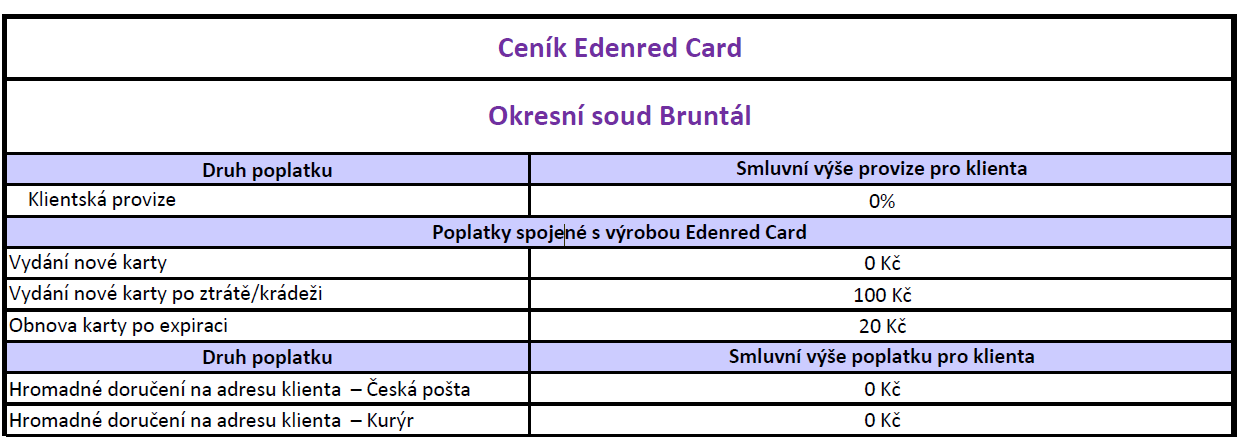 Ceník Edenred Card
Okresní soud Bruntál
Druh poplatku Smluvní výše provize pro klienta
Klientská provize 0%
Poplatky spojené s výrobou Edenred Card
Vydání nové karty 0 Kč
Vydání nové karty po ztrátě/krádeži 100 Kč
Obnova karty po expiraci 20 Kč
Druh poplatku Smluvní výše poplatku pro klienta
Hromadné doručení na adresu klienta – Česká pošta 0 Kč
Hromadné doručení na adresu klienta – Kurýr 0 Kč